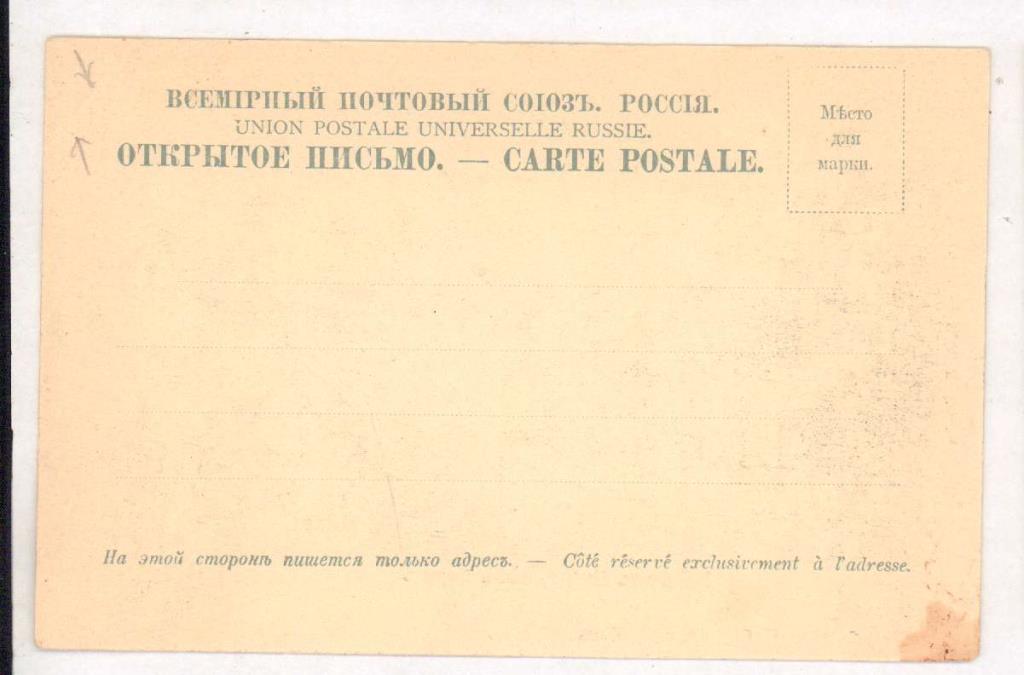 ВСЕМІРНЫЙ ПОЧТОВЫЙ СОЮЗЪ. РОССІЯ.
UNION POSTALE UNIVERSELLE RUSSIE.
ОТКРЫТОЕ ПИСЬМО. — CARTE POSTALE.
Мѣсто
для
марки.
На этой сторонѣ пишется только адресъ. — Côté réservé exclusivement à l'adresse.